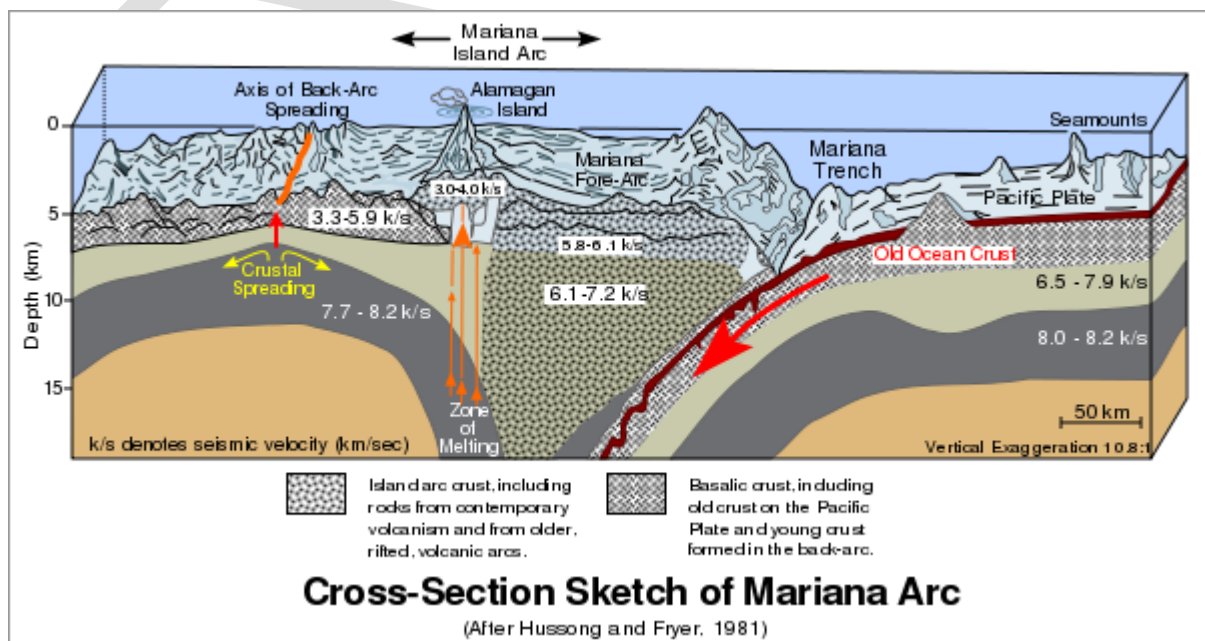 Mariana
Island Arc
Axis of Back-Arc
Spreading
Alamagan
Island
Seamounts
Mariana
Fore-Arc
Mariana
Trench
Pacific Plate
3.0-4.0 k/s
3.3-5.9 k/s
5.8-6.1 k/s
6.1-7.2 k/s
Old Ocean Crust
6.5 - 7.9 k/s
8.0 - 8.2 k/s
Crustal
Spreading
7.7 - 8.2 k/s
Zone
of
Melting
Depth (km)
0
5
10
15
50 km
k/s denotes seismic velocity (km/sec)
Vertical Exaggeration 10.8:1
Island arc crust, including
rocks from contemporary
volcanism and from older,
rifted, volcanic arcs.
Basalic crust, including
old crust on the Pacific
Plate and young crust
formed in the back-arc.
Cross-Section Sketch of Mariana Arc
(After Hussong and Fryer, 1981)